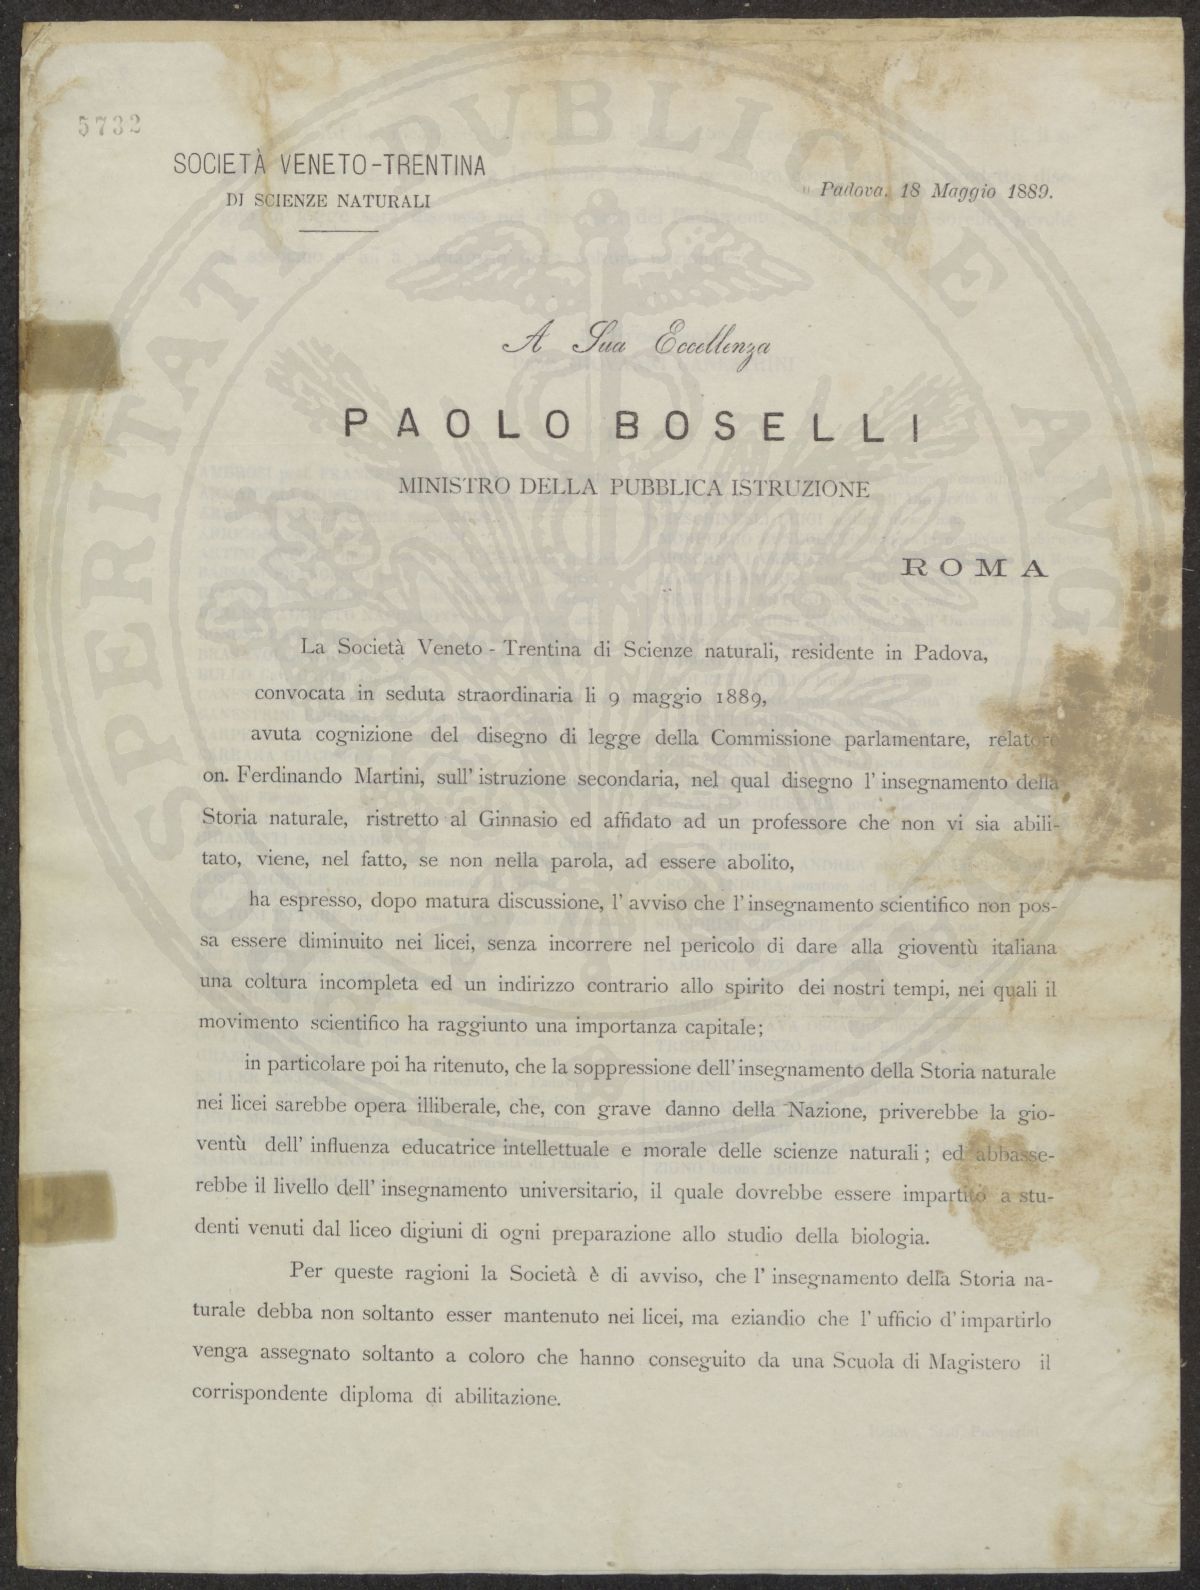 5732
SOCIETÀ VENETO-TRENTINA
DI SCIENZE NATURALI
Padova, 18 Maggio 1889.
A Sua Eccellenza
PAOLO BOSELLI
MINISTRO DELLA PUBBLICA ISTRUZIONE
ROMA
La Società Veneto - Trentina di Scienze naturali, residente in Padova,
convocata in seduta straordinaria li 9 maggio 1889,
avuta cognizione del disegno di legge della Commissione parlamentare, relatore
on. Ferdinando Martini, sull' istruzione secondaria, nel qual disegno l' insegnamento della
Storia naturale, ristretto al Ginnasio ed affidato ad un professore che non vi sia abili-
tato, viene, nel fatto, se non nella parola, ad essere abolito,
ha espresso, dopo matura discussione, l' avviso che l' insegnamento scientifico non pos-
sa essere diminuito nei licei, senza incorrere nel pericolo di dare alla gioventù italiana
una coltura incompleta ed un indirizzo contrario allo spirito dei nostri tempi, nei quali il
movimento scientifico ha raggiunto una importanza capitale;
in particolare poi ha ritenuto, che la soppressione dell' insegnamento della Storia naturale
nei licei sarebbe opera illiberale, che, con grave danno della Nazione, priverebbe la gio-
ventù dell' influenza educatrice intellettuale e morale delle scienze naturali; ed abbasse-
rebbe il livello dell' insegnamento universitario, il quale dovrebbe essere impartito a stu-
denti venuti dal liceo digiuni di ogni preparazione allo studio della biologia.
Per queste ragioni la Società è di avviso, che l' insegnamento della Storia na-
turale debba non soltanto esser mantenuto nei licei, ma eziandio che l' ufficio d' impartirlo
venga assegnato soltanto a coloro che hanno conseguito da una Scuola di Magistero il
corrispondente diploma di abilitazione.